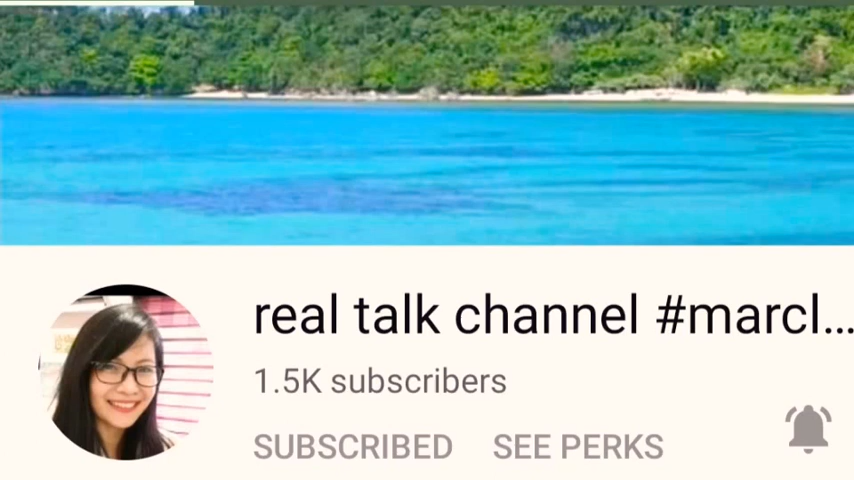 real talk channel #marcl...
1.5K subscribers
SUBSCRIBED SEE PERKS